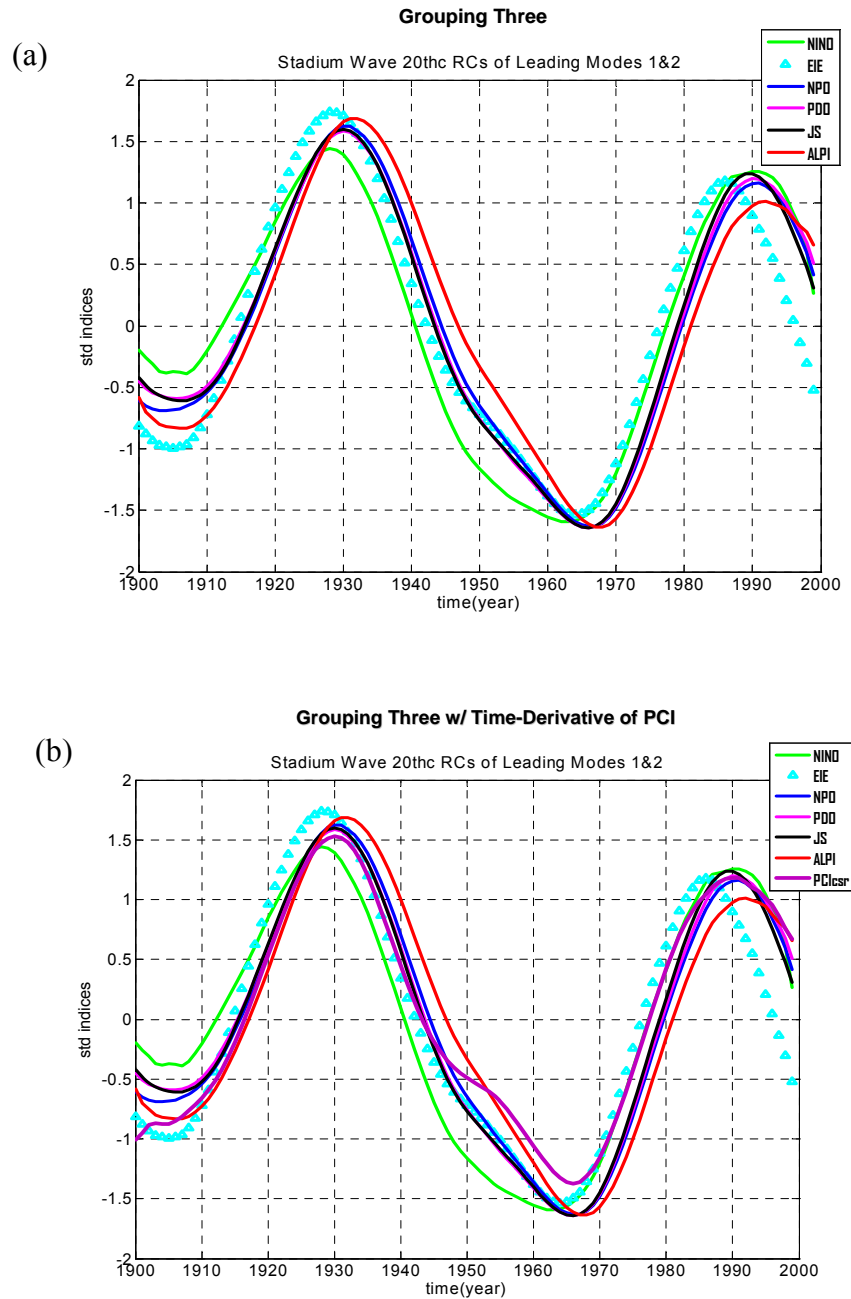 Grouping Three
(a)
Stadium Wave 20thc RCs of Leading Modes 1&2
NINO
EIE
NPO
PDO
JS
ALPI
2
1.5
1
0.5
0
-0.5
-1
-1.5
-2
std indices
1900 1910 1920 1930 1940 1950 1960 1970 1980 1990 2000
time(year)
Grouping Three w/ Time-Derivative of PCI
(b)
Stadium Wave 20thc RCs of Leading Modes 1&2
NINO
EIE
NPO
PDO
JS
ALPI
PCIcsr
2
1.5
1
0.5
0
-0.5
-1
-1.5
-2
std indices
1900 1910 1920 1930 1940 1950 1960 1970 1980 1990 2000
time(year)